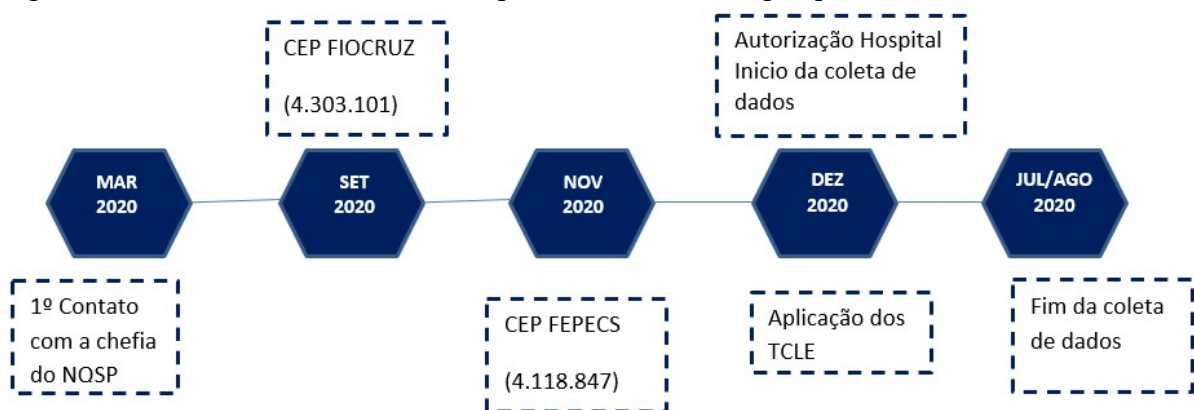 CEP FIOCRUZ
(4.303.101)
Autorização Hospital
Inicio da coleta de
dados
MAR
2020
SET
2020
NOV
2020
DEZ
2020
JUL/AGO
2020
1º Contato
com a chefia
do NQSP
CEP FEPECS
(4.118.847)
Aplicação dos
TCLE
Fim da coleta
de dados